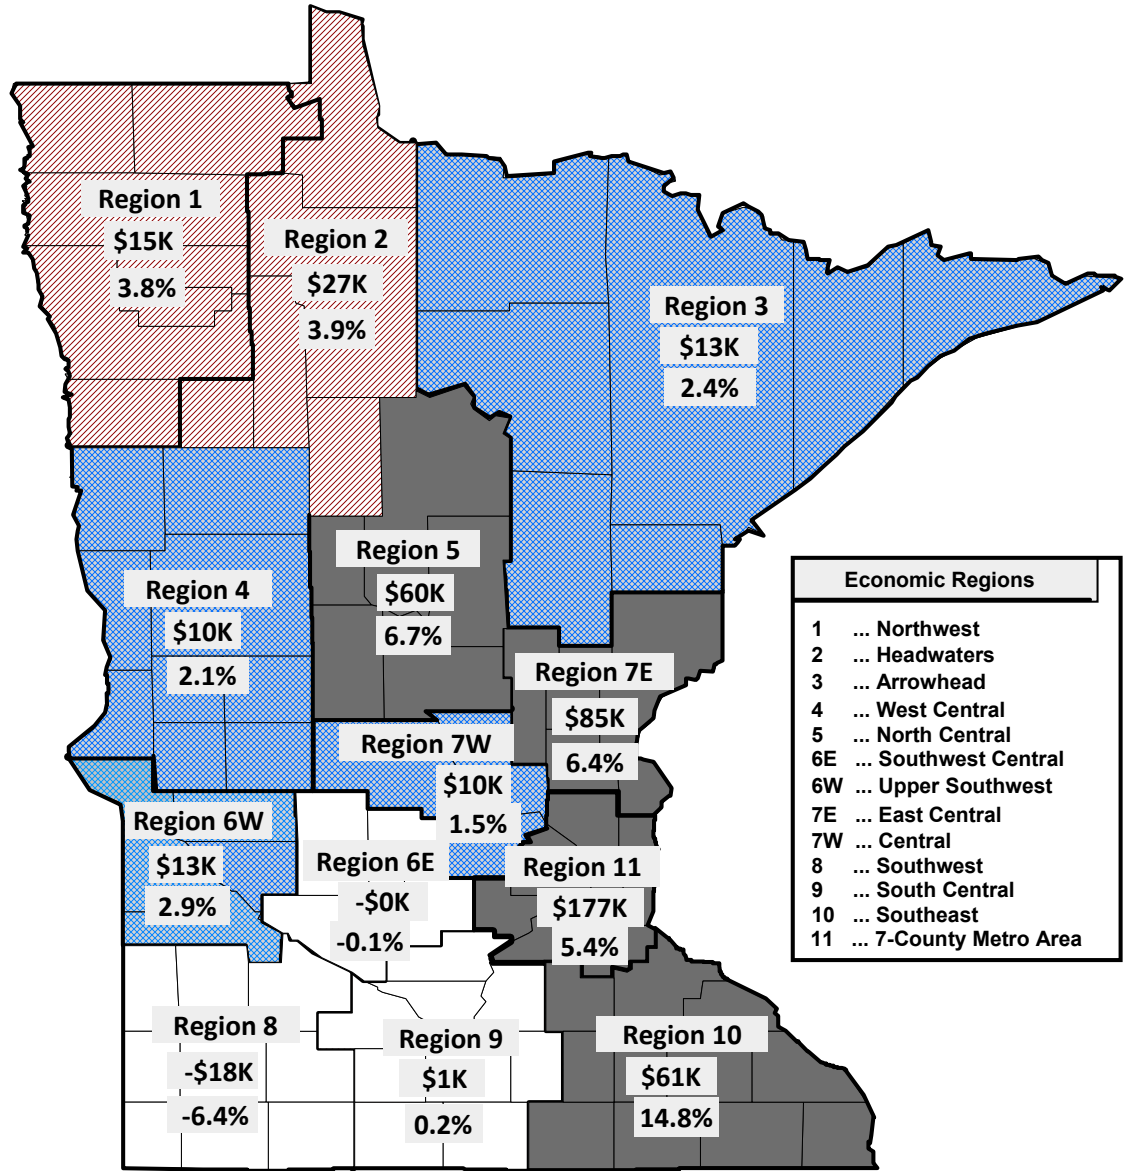 Region 1
$15K
3.8%
Region 2
$27K
3.9%
Region 3
$13K
2.4%
Region 4
$10K
2.1%
Region 5
$60K
6.7%
Region 7E
$85K
6.4%
Region 7W
$10K
1.5%
Region 6W
$13K
2.9%
Region 6E
-$0K
-0.1%
Region 11
$177K
5.4%
Region 8
-$18K
-6.4%
Region 9
$1K
0.2%
Region 10
$61K
14.8%
Economic Regions
1 ... Northwest
2 ... Headwaters
3 ... Arrowhead
4 ... West Central
5 ... North Central
6E ... Southwest Central
6W ... Upper Southwest
7E ... East Central
7W ... Central
8 ... Southwest
9 ... South Central
10 ... Southeast
11 ... 7-County Metro Area